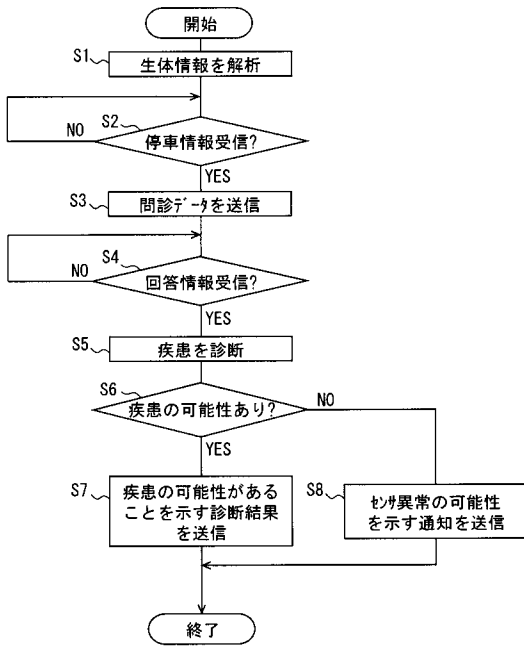 開始
S1
生体情報を解析
S2
停車情報受信?
NO
YES
S3
問診データを送信
S4
回答情報受信?
NO
YES
S5
疾患を診断
S6
疾患の可能性あり?
NO
YES
S7
疾患の可能性がある
ことを示す診断結果
を送信
S8
センサ異常の可能性
を示す通知を送信
終了